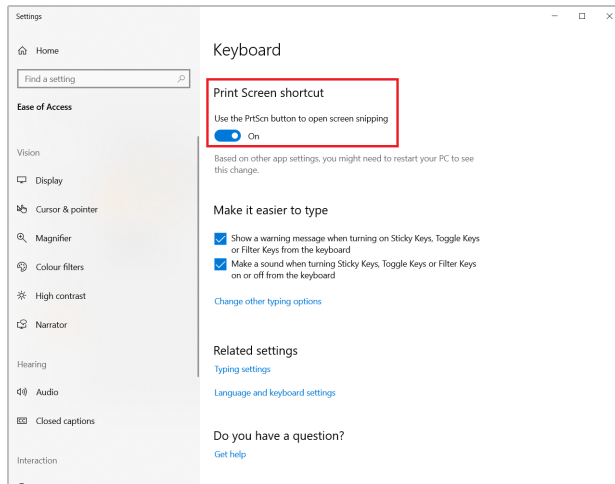 Settings
Home
Find a setting
Ease of Access
Vision
Display
Cursor & pointer
Magnifier
Colour filters
High contrast
Narrator
Hearing
Audio
Closed captions
Interaction
Keyboard
Print Screen shortcut
Use the PrtScn button to open screen snipping
On
Based on other app settings, you might need to restart your PC to see
this change.
Make it easier to type
Show a warning message when turning on Sticky Keys, Toggle Keys
or Filter Keys from the keyboard
Make a sound when turning Sticky Keys, Toggle Keys or Filter Keys
on or off from the keyboard
Change other typing options
Related settings
Typing settings
Language and keyboard settings
Do you have a question?
Get help